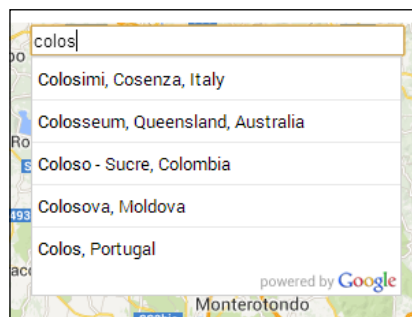 colos
Colosimi, Cosenza, Italy
Colosseum, Queensland, Australia
Coloso - Sucre, Colombia
Colosova, Moldova
Colos, Portugal
powered by Google
Monterotondo